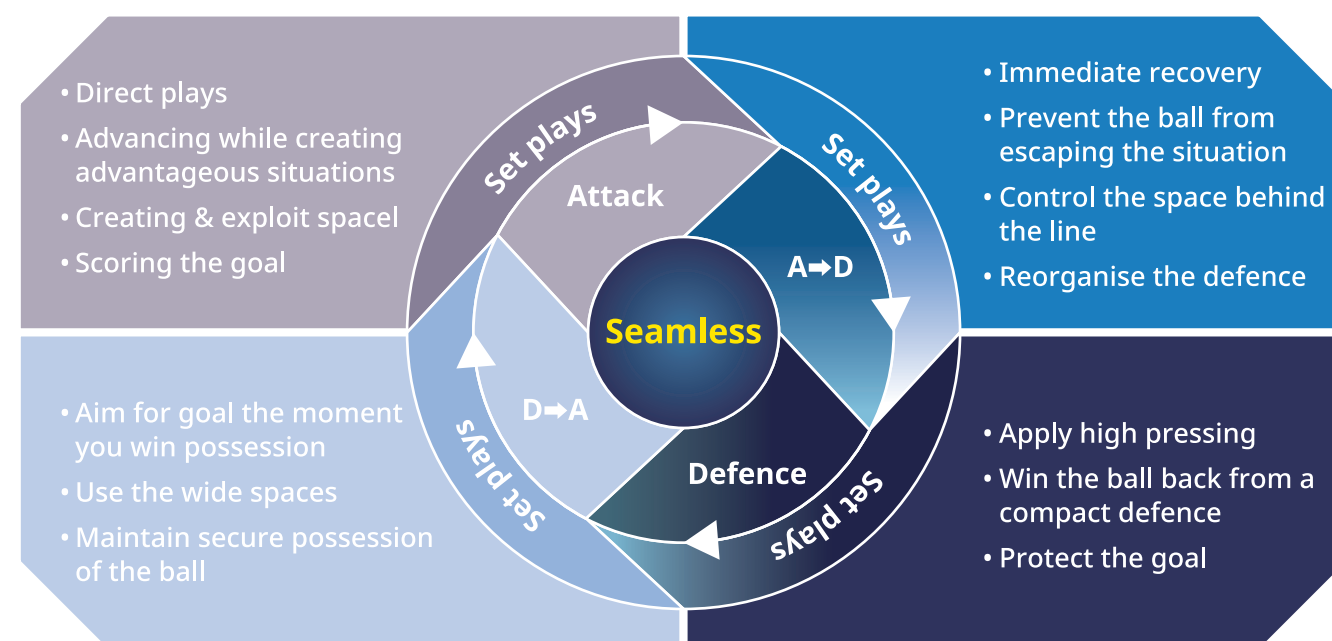 • Direct plays
• Advancing while creating
advantageous situations
• Creating & exploit spacel
• Scoring the goal
• Immediate recovery
• Prevent the ball from
escaping the situation
• Control the space behind
the line
• Reorganise the defence
Set plays
Attack
Set plays
A➡D
Seamless
D➡A
Set plays
Defence
Set plays
• Aim for goal the moment
you win possession
• Use the wide spaces
• Maintain secure possession
of the ball
• Apply high pressing
• Win the ball back from a
compact defence
• Protect the goal